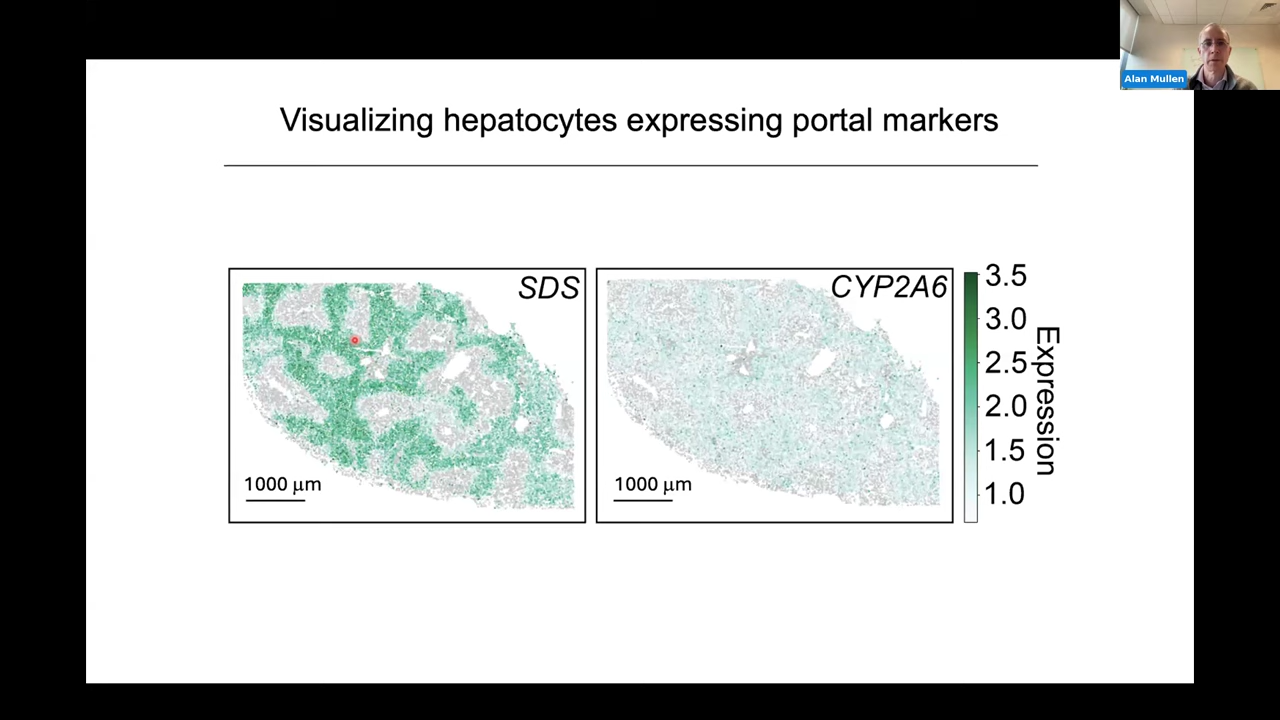 Alan Mullen
Visualizing hepatocytes expressing portal markers
SDS
1000 μm
CYP2A6
1000 μm
3.5
3.0
2.5
2.0
1.5
1.0
Expression